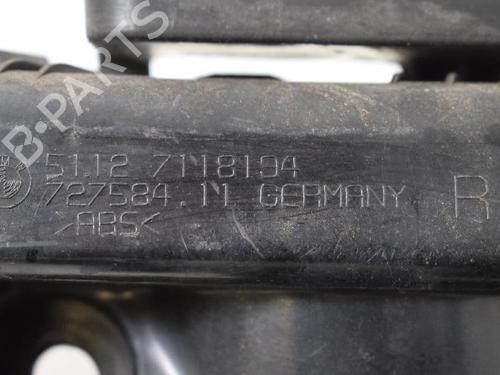 B-PARTS
51.12 7118194
727584.11 GERMANY R
>ABS<